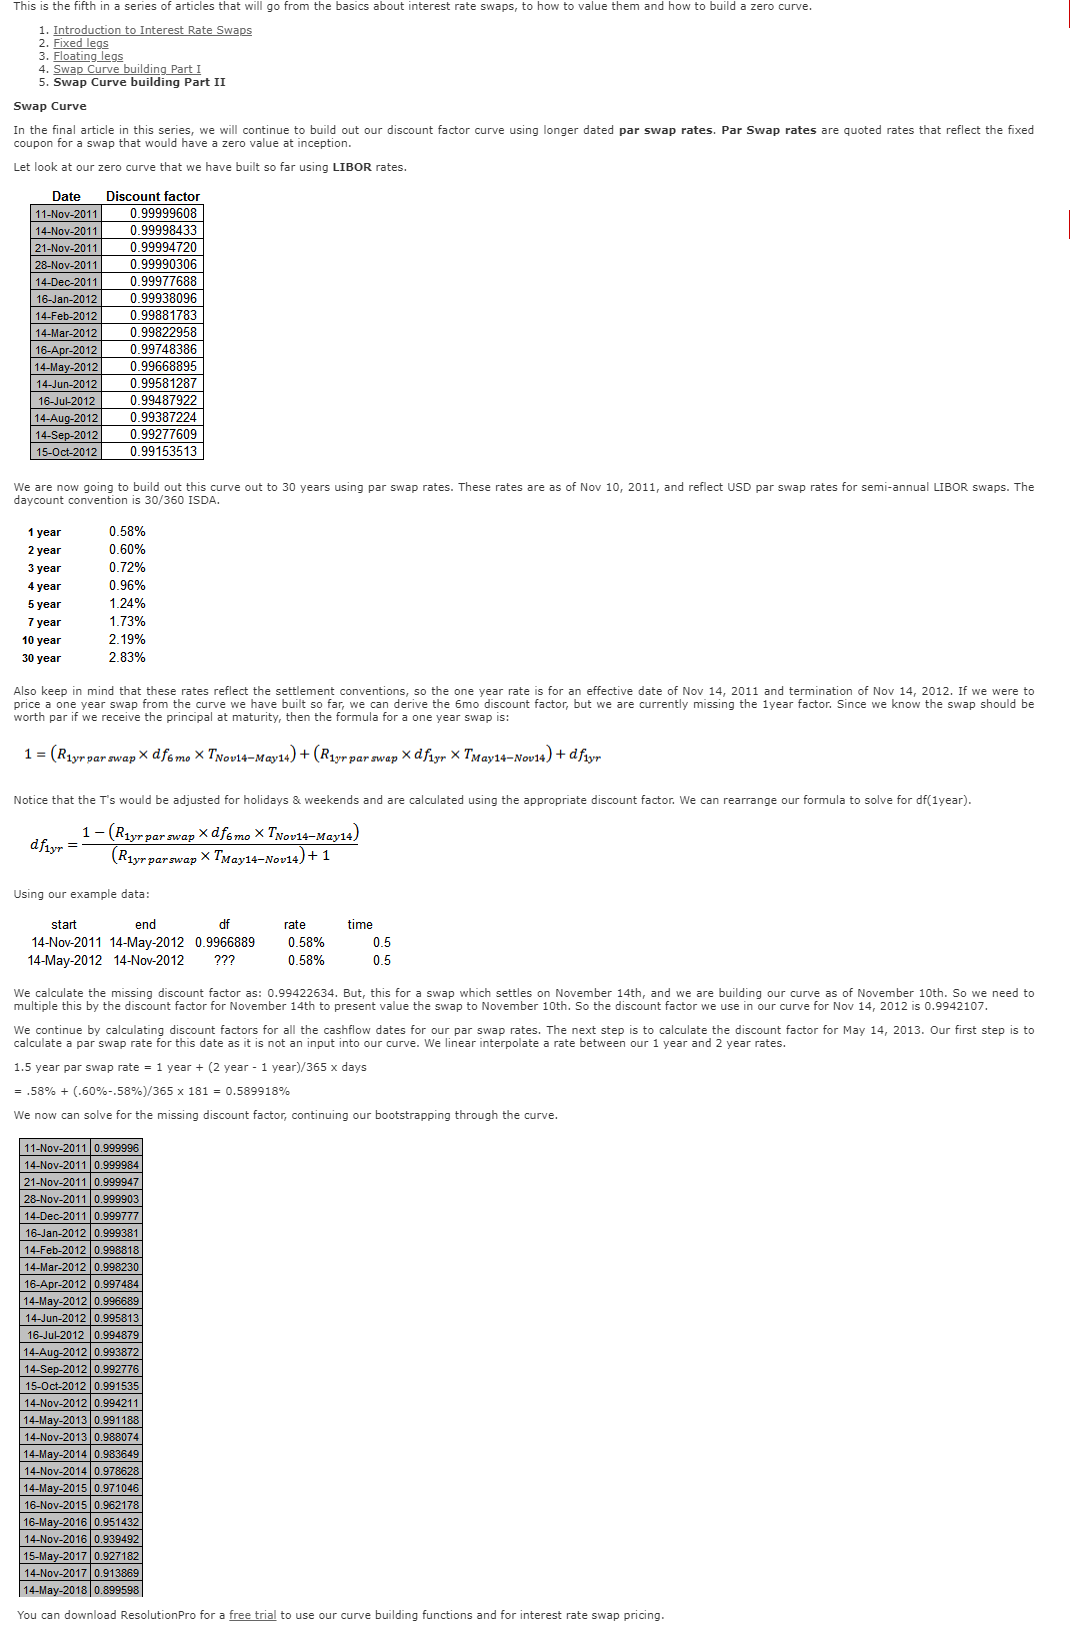 This is the fifth in a series of articles that will go from the basics about interest rate swaps, to how to value them and how to build a zero curve.
1. Introduction to Interest Rate Swaps
2. Fixed legs
3. Floating legs
4. Swap Curve building Part I
5. Swap Curve building Part II
Swap Curve
In the final article in this series, we will continue to build out our discount factor curve using longer dated par swap rates. Par Swap rates are quoted rates that reflect the fixed
coupon for a swap that would have a zero value at inception.
Let look at our zero curve that we have built so far using LIBOR rates.
Date Discount factor
11-Nov-2011 0.99999608
14-Nov-2011 0.99998433
21-Nov-2011 0.99994720
28-Nov-2011 0.99990306
14-Dec-2011 0.99977688
16-Jan-2012 0.99938096
14-Feb-2012 0.99881783
14-Mar-2012 0.99822958
16-Apr-2012 0.99748386
14-May-2012 0.99668895
14-Jun-2012 0.99581287
16-Jul-2012 0.99487922
14-Aug-2012 0.99387224
14-Sep-2012 0.99277609
15-Oct-2012 0.99153513
We are now going to build out this curve out to 30 years using par swap rates. These rates are as of Nov 10, 2011, and reflect USD par swap rates for semi-annual LIBOR swaps. The
daycount convention is 30/360 ISDA.
1 year 0.58%
2 year 0.60%
3 year 0.72%
4 year 0.96%
5 year 1.24%
7 year 1.73%
10 year 2.19%
30 year 2.83%
Also keep in mind that these rates reflect the settlement conventions, so the one year rate is for an effective date of Nov 14, 2011 and termination of Nov 14, 2012. If we were to
price a one year swap from the curve we have built so far, we can derive the 6mo discount factor, but we are currently missing the 1year factor. Since we know the swap should be
worth par if we receive the principal at maturity, then the formula for a one year swap is:
1 = (R1yr par swap × df6 mo × TNov14−May14) + (R1yr par swap × df1yr × TMay14−Nov14) + df1yr
Notice that the T's would be adjusted for holidays & weekends and are calculated using the appropriate discount factor. We can rearrange our formula to solve for df(1year).
1 − (R1yr par swap × df6 mo × TNov14−May14)
df1yr =
(R1yr par swap × TMay14−Nov14) + 1
Using our example data:
start end df rate time
14-Nov-2011 14-May-2012 0.9966889 0.58% 0.5
14-May-2012 14-Nov-2012 ??? 0.58% 0.5
We calculate the missing discount factor as: 0.99422634. But, this for a swap which settles on November 14th, and we are building our curve as of November 10th. So we need to
multiple this by the discount factor for November 14th to present value the swap to November 10th. So the discount factor we use in our curve for Nov 14, 2012 is 0.9942107.
We continue by calculating discount factors for all the cashflow dates for our par swap rates. The next step is to calculate the discount factor for May 14, 2013. Our first step is to
calculate a par swap rate for this date as it is not an input into our curve. We linear interpolate a rate between our 1 year and 2 year rates.
1.5 year par swap rate = 1 year + (2 year - 1 year)/365 x days
= .58% + (.60%-.58%)/365 x 181 = 0.589918%
We now can solve for the missing discount factor, continuing our bootstrapping through the curve.
11-Nov-2011 0.999996
14-Nov-2011 0.999984
21-Nov-2011 0.999947
28-Nov-2011 0.999903
14-Dec-2011 0.999777
16-Jan-2012 0.999381
14-Feb-2012 0.998818
14-Mar-2012 0.998230
16-Apr-2012 0.997484
14-May-2012 0.996689
14-Jun-2012 0.995813
16-Jul-2012 0.994879
14-Aug-2012 0.993872
14-Sep-2012 0.992776
15-Oct-2012 0.991535
14-Nov-2012 0.994211
14-May-2013 0.991188
14-Nov-2013 0.988074
14-May-2014 0.983649
14-Nov-2014 0.978628
14-May-2015 0.971046
16-Nov-2015 0.962178
16-May-2016 0.951432
14-Nov-2016 0.939492
15-May-2017 0.927182
14-Nov-2017 0.913869
14-May-2018 0.899598
You can download ResolutionPro for a free trial to use our curve building functions and for interest rate swap pricing.